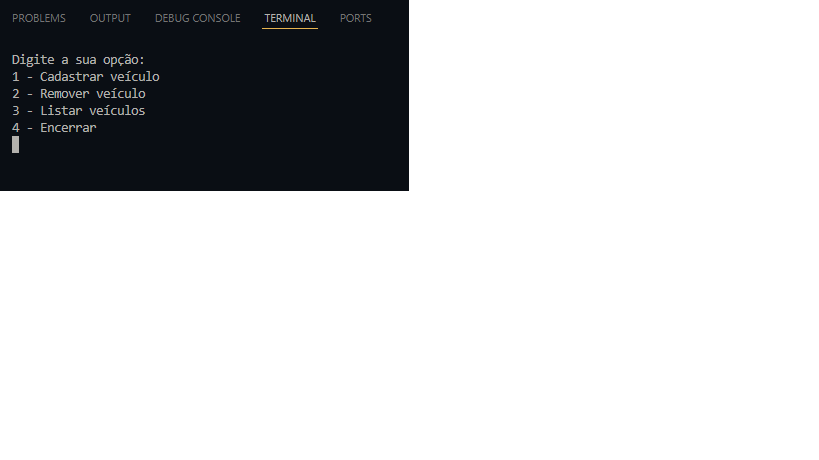 PROBLEMS OUTPUT DEBUG CONSOLE TERMINAL PORTS
Digite a sua opção:
1 - Cadastrar veículo
2 - Remover veículo
3 - Listar veículos
4 - Encerrar